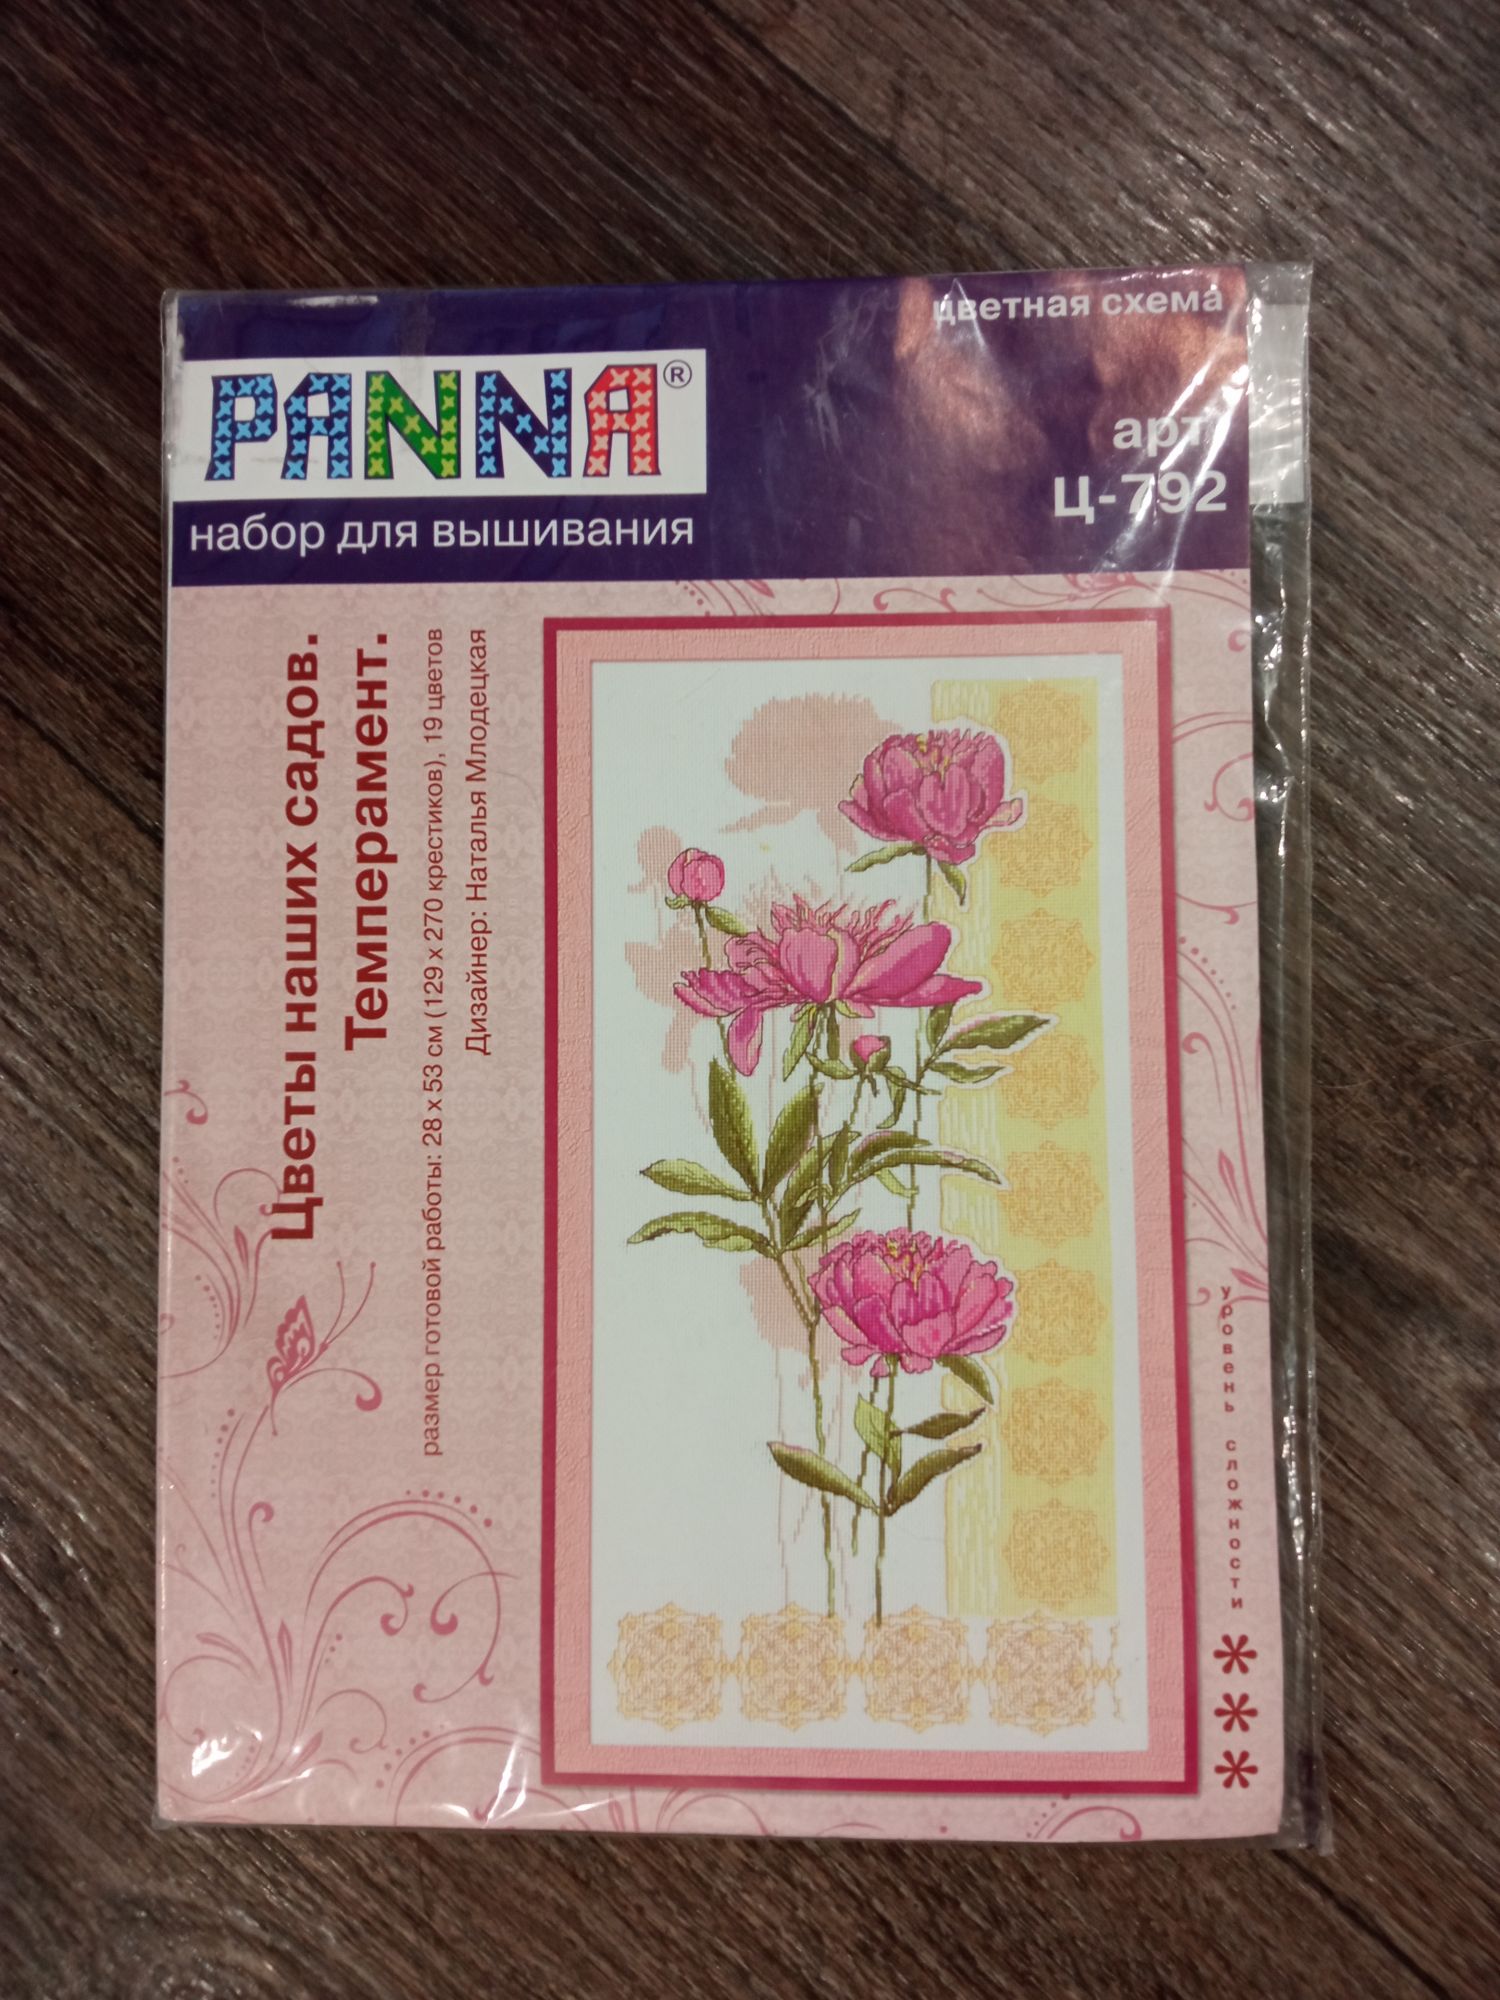 цветная схема
PANNA®
арт.
Ц-792
набор для вышивания
Цветы наших садов.
Темперамент.
размер готовой работы: 28 х 53 см (129 х 270 крестиков), 19 цветов
Дизайнер: Наталья Млодецкая
уровень сложности
* * *